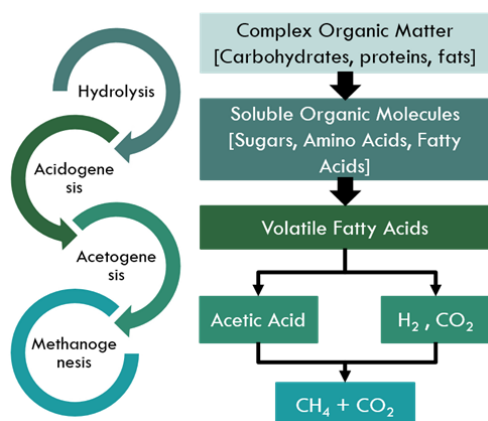 Complex Organic Matter
[Carbohydrates, proteins, fats]
Hydrolysis
Soluble Organic Molecules
[Sugars, Amino Acids, Fatty
Acids]
Acidogene
sis
Volatile Fatty Acids
Acetogene
sis
Acetic Acid
H₂ , CO₂
Methanoge
nesis
CH₄ + CO₂